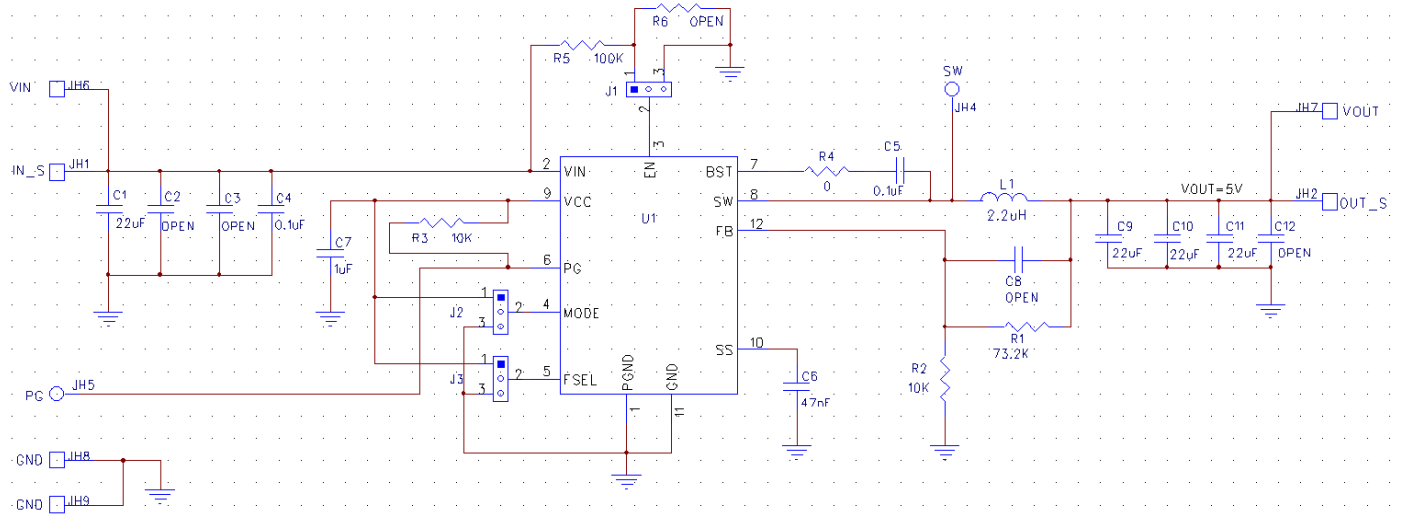 R6 OPEN
R5 100K
1 3
J1
2
3
SW
JH4
VIN JH6
JH7 VOUT
IN_S JH1
C1 22uF
C2 OPEN
C3 OPEN
C4 0.1uF
2 VIN
EN
BST 7
R4 0
C5 0.1uF
9 VCC
U1
SW 8
L1 2.2uH
VOUT=5V
JH2 OUT_S
FB 12
R3 10K
C7 1uF
6 PG
C8 OPEN
C9 22uF
C10 22uF
C11 22uF
C12 OPEN
J2 1 2 3
4 MODE
R1 73.2K
J3 1 2 3
5 FSEL
SS 10
C6 47nF
R2 10K
PGND
GND
1
11
PG JH5
GND JH8
GND JH9